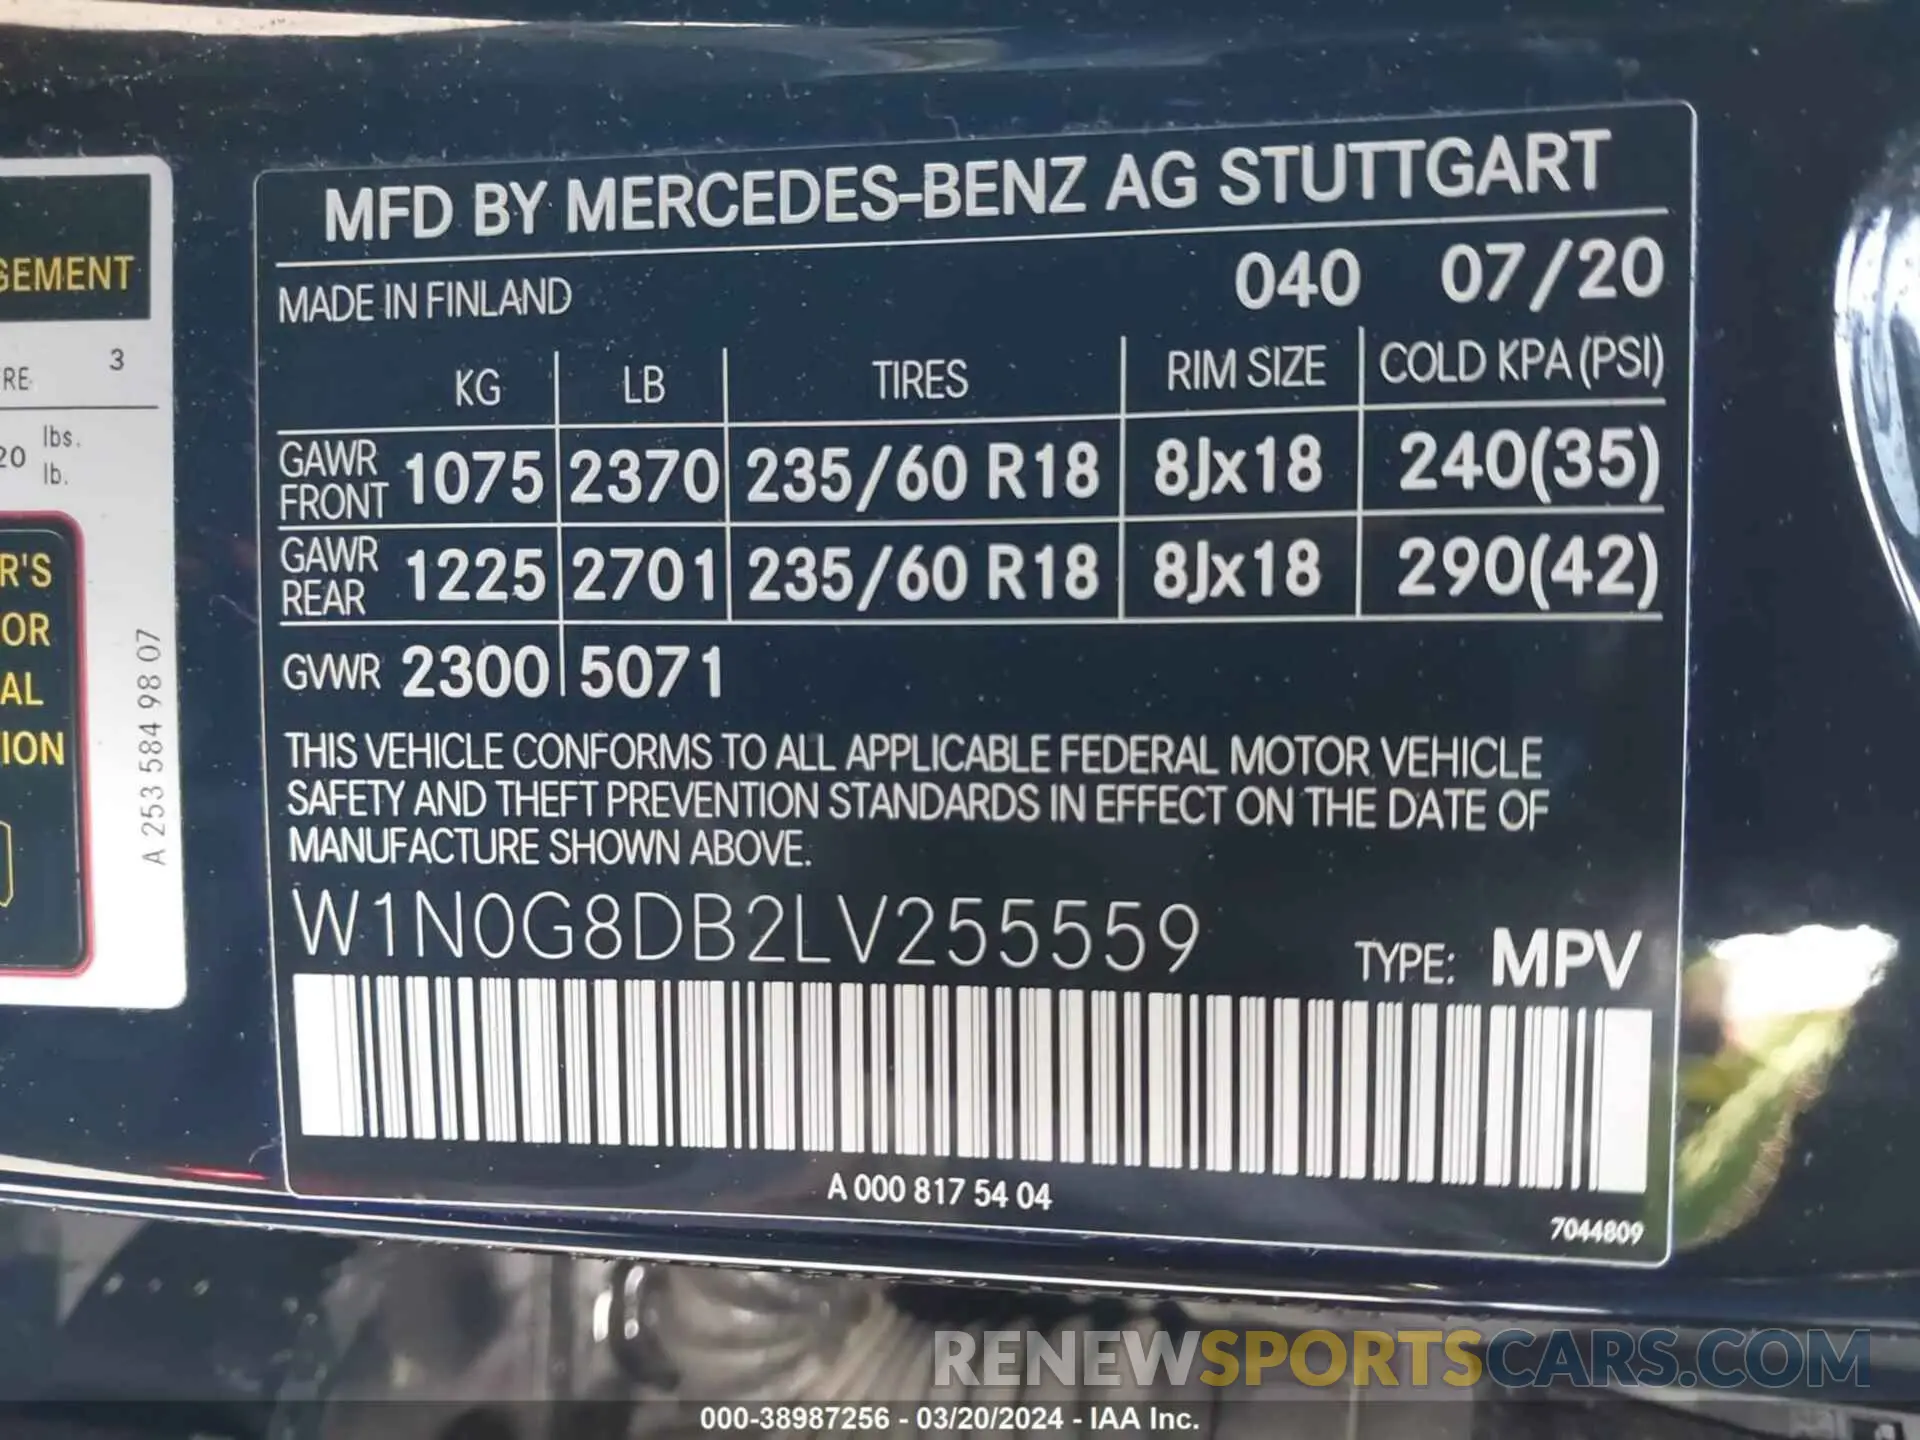 GEMENT
RE 3
20 lbs.
lb.
R'S
OR
AL
ION
A 253 584 98 07
MFD BY MERCEDES-BENZ AG STUTTGART
MADE IN FINLAND 040 07/20
KG LB TIRES RIM SIZE COLD KPA (PSI)
GAWR FRONT 1075 2370 235/60 R18 8Jx18 240(35)
GAWR REAR 1225 2701 235/60 R18 8Jx18 290(42)
GVWR 2300 5071
THIS VEHICLE CONFORMS TO ALL APPLICABLE FEDERAL MOTOR VEHICLE
SAFETY AND THEFT PREVENTION STANDARDS IN EFFECT ON THE DATE OF
MANUFACTURE SHOWN ABOVE.
W1N0G8DB2LV255559 TYPE: MPV
A 000 817 54 04
7044809
RENEWSPORTSCARS.COM
000-38987256 - 03/20/2024 - IAA Inc.